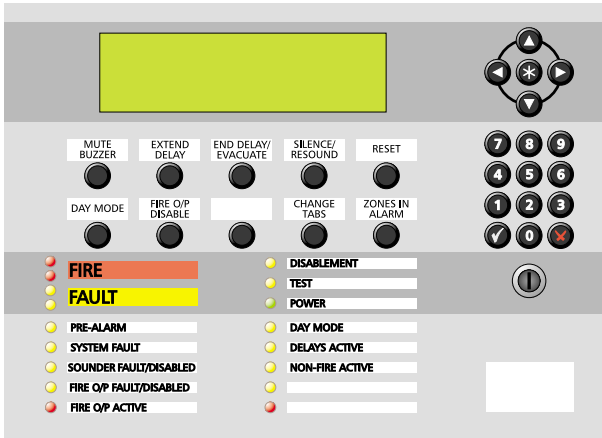 MUTE BUZZER
EXTEND DELAY
END DELAY/ EVACUATE
SILENCE/ RESOUND
RESET
DAY MODE
FIRE O/P DISABLE
CHANGE TABS
ZONES IN ALARM
7 8 9
4 5 6
1 2 3
✓ 0 ✗
FIRE
FAULT
DISABLEMENT
TEST
POWER
PRE-ALARM
SYSTEM FAULT
SOUNDER FAULT/DISABLED
FIRE O/P FAULT/DISABLED
FIRE O/P ACTIVE
DAY MODE
DELAYS ACTIVE
NON-FIRE ACTIVE